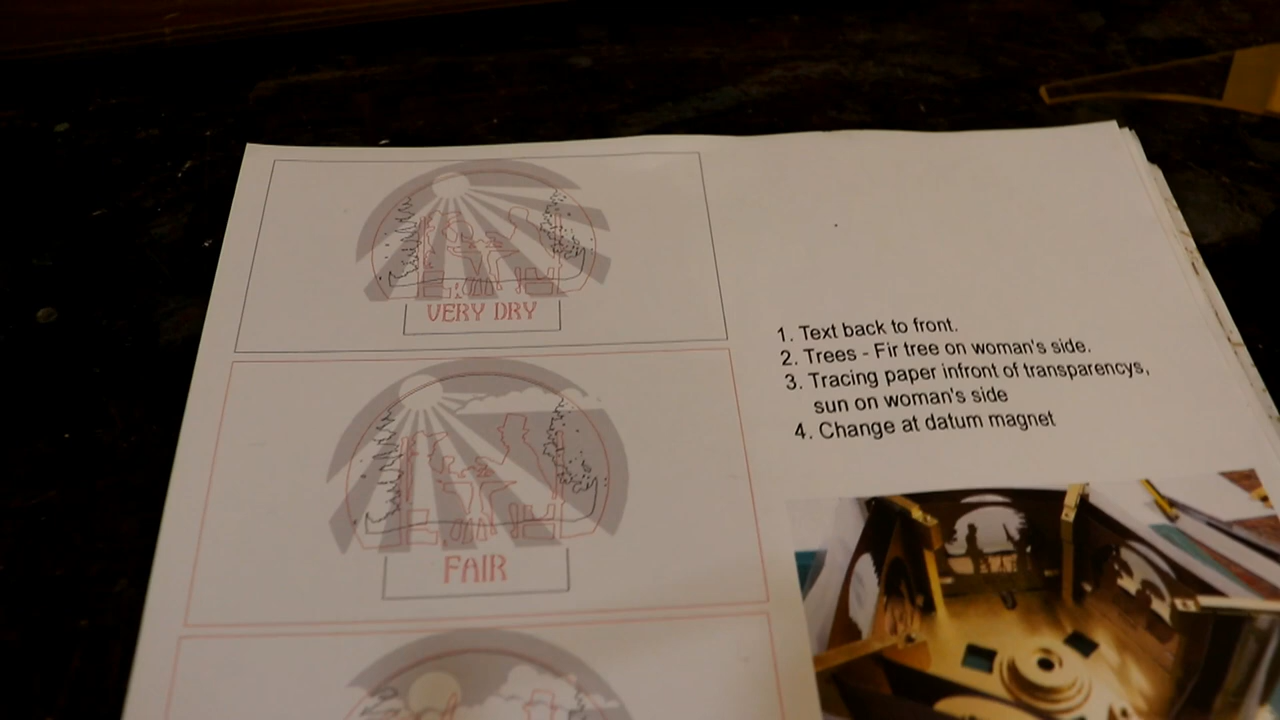 VERY DRY
FAIR
1. Text back to front.
2. Trees - Fir tree on woman's side.
3. Tracing paper infront of transparencys,
sun on woman's side
4. Change at datum magnet